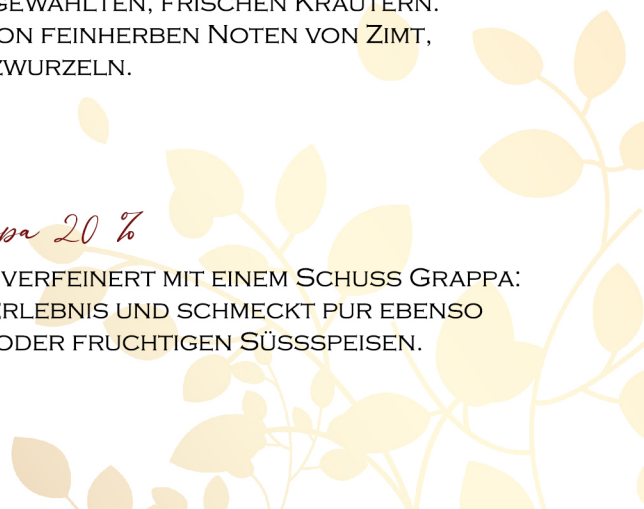 GEWÄHLTEN, FRISCHEN KRÄUTERN.
ON FEINHERBEN NOTEN VON ZIMT,
ZWURZELN.
pa 20 %
VERFEINERT MIT EINEM SCHUSS GRAPPA:
ERLEBNIS UND SCHMECKT PUR EBENSO
ODER FRUCHTIGEN SÜSSSPEISEN.